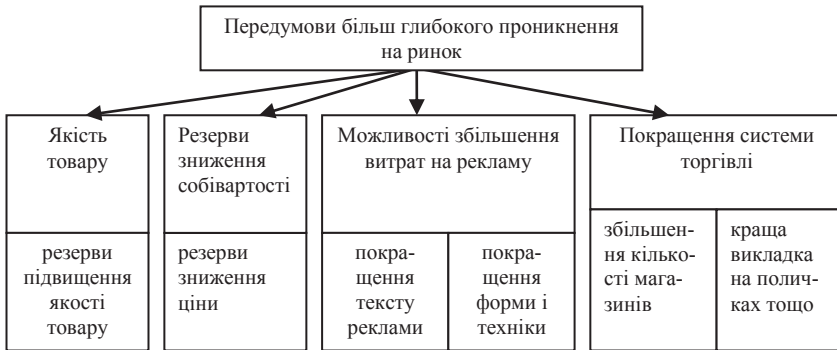 Передумови більш глибокого проникнення
на ринок
Якість
товару
Резерви
зниження
собівартості
Можливості збільшення
витрат на рекламу
Покращення системи
торгівлі
резерви
підвищення
якості
товару
резерви
зниження
ціни
покра-
щення
тексту
реклами
покра-
щення
форми і
техніки
збільшен-
ня кілько-
сті мага-
зинів
краща
викладка
на полич-
ках тощо